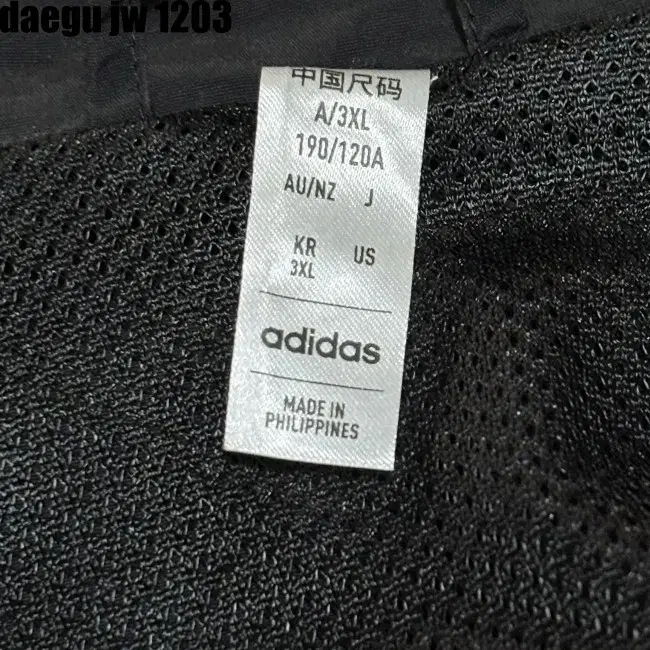 daegu jw 1203
中国尺码
A/3XL
190/120A
AU/NZ J
KR US
3XL
adidas
MADE IN
PHILIPPINES